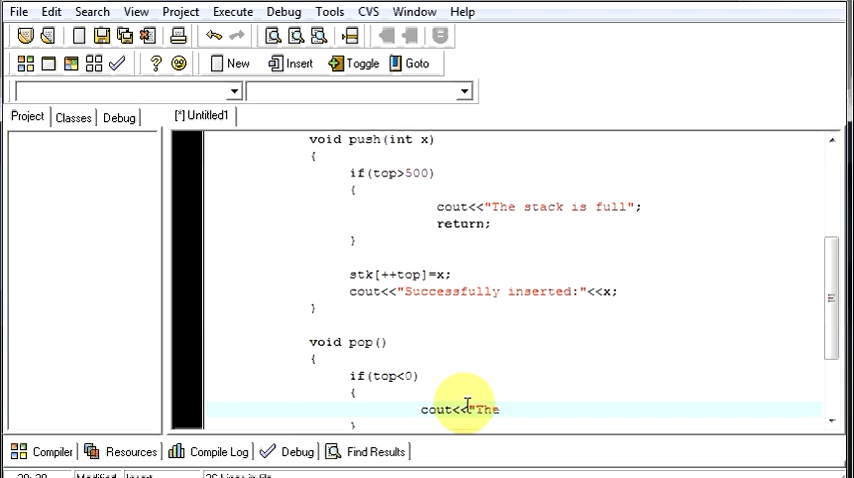 File Edit Search View Project Execute Debug Tools CVS Window Help
New Insert Toggle Goto
Project Classes Debug [*] Untitled1
void push(int x)
{
if(top>500)
{
cout<<"The stack is full";
return;
}
stk[++top]=x;
cout<<"Successfully inserted:"<<x;
}
void pop()
{
if(top<0)
{
cout<<"The
}
Compiler Resources Compile Log Debug Find Results